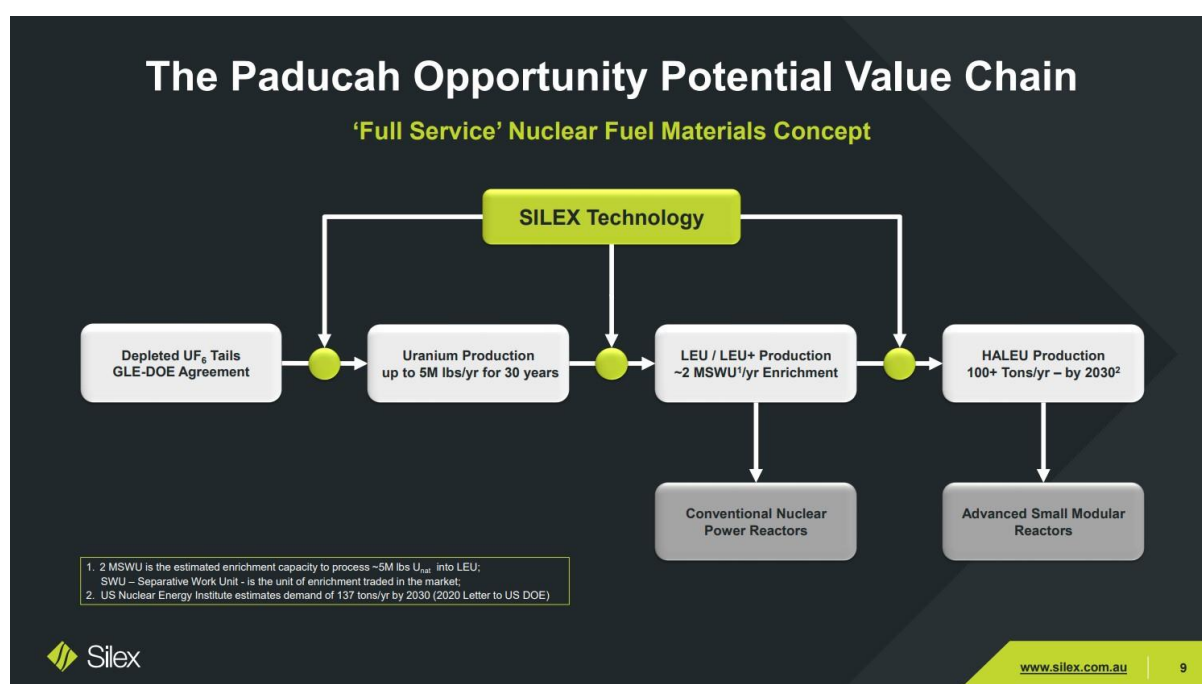 The Paducah Opportunity Potential Value Chain
‘Full Service’ Nuclear Fuel Materials Concept
SILEX Technology
Depleted UF₆ Tails
GLE-DOE Agreement
Uranium Production
up to 5M lbs/yr for 30 years
LEU / LEU+ Production
~2 MSWU¹/yr Enrichment
HALEU Production
100+ Tons/yr – by 2030²
Conventional Nuclear
Power Reactors
Advanced Small Modular
Reactors
1. 2 MSWU is the estimated enrichment capacity to process ~5M lbs Uₙₐₜ into LEU;
SWU – Separative Work Unit - is the unit of enrichment traded in the market;
2. US Nuclear Energy Institute estimates demand of 137 tons/yr by 2030 (2020 Letter to US DOE)
Silex
www.silex.com.au
9